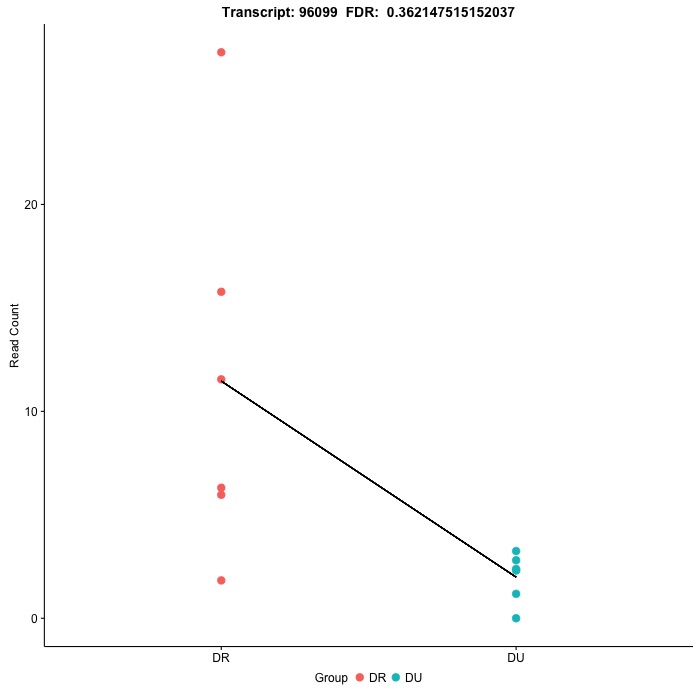 Transcript: 96099  FDR:  0.362147515152037
Read Count
20
10
0
DR DU
Group DR DU